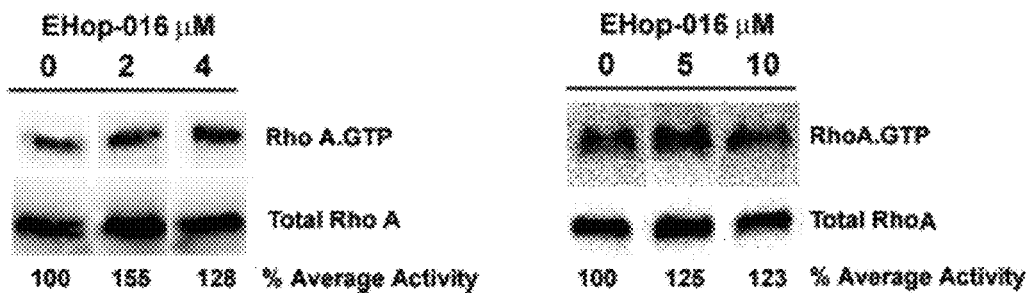 EHop-016 μM
0 2 4
Rho A.GTP
Total Rho A
100 155 128 % Average Activity
EHop-016 μM
0 5 10
RhoA.GTP
Total RhoA
100 125 123 % Average Activity